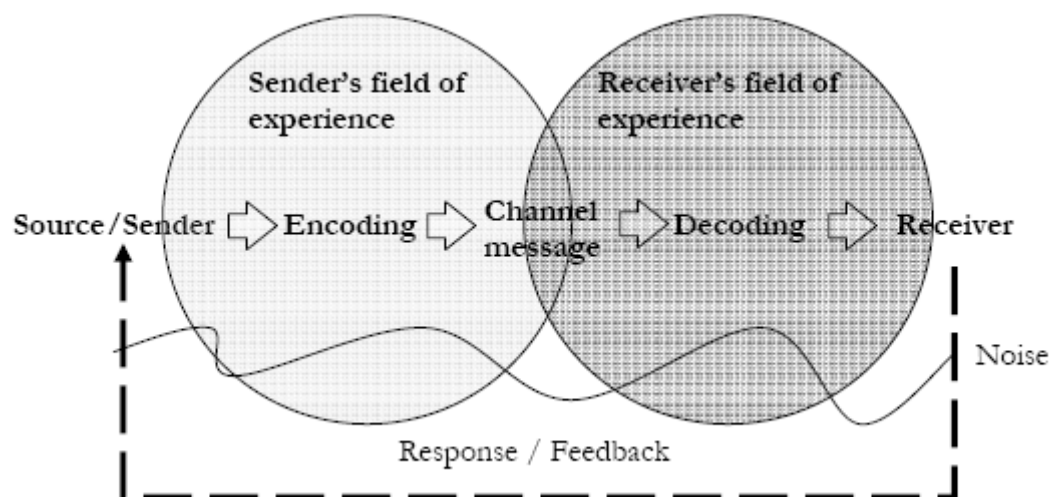 Sender's field of
experience
Receiver's field of
experience
Source/Sender
Encoding
Channel
message
Decoding
Receiver
Noise
Response / Feedback